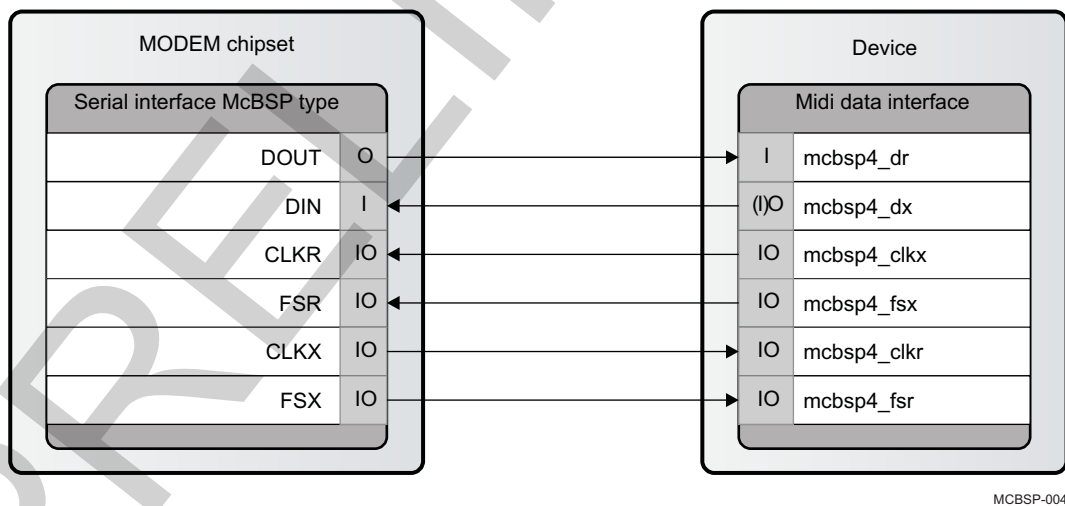 MODEM chipset
Device
Serial interface McBSP type
Midi data interface
DOUT O I mcbsp4_dr
DIN I (I)O mcbsp4_dx
CLKR IO IO mcbsp4_clkx
FSR IO IO mcbsp4_fsx
CLKX IO IO mcbsp4_clkr
FSX IO IO mcbsp4_fsr
MCBSP-004